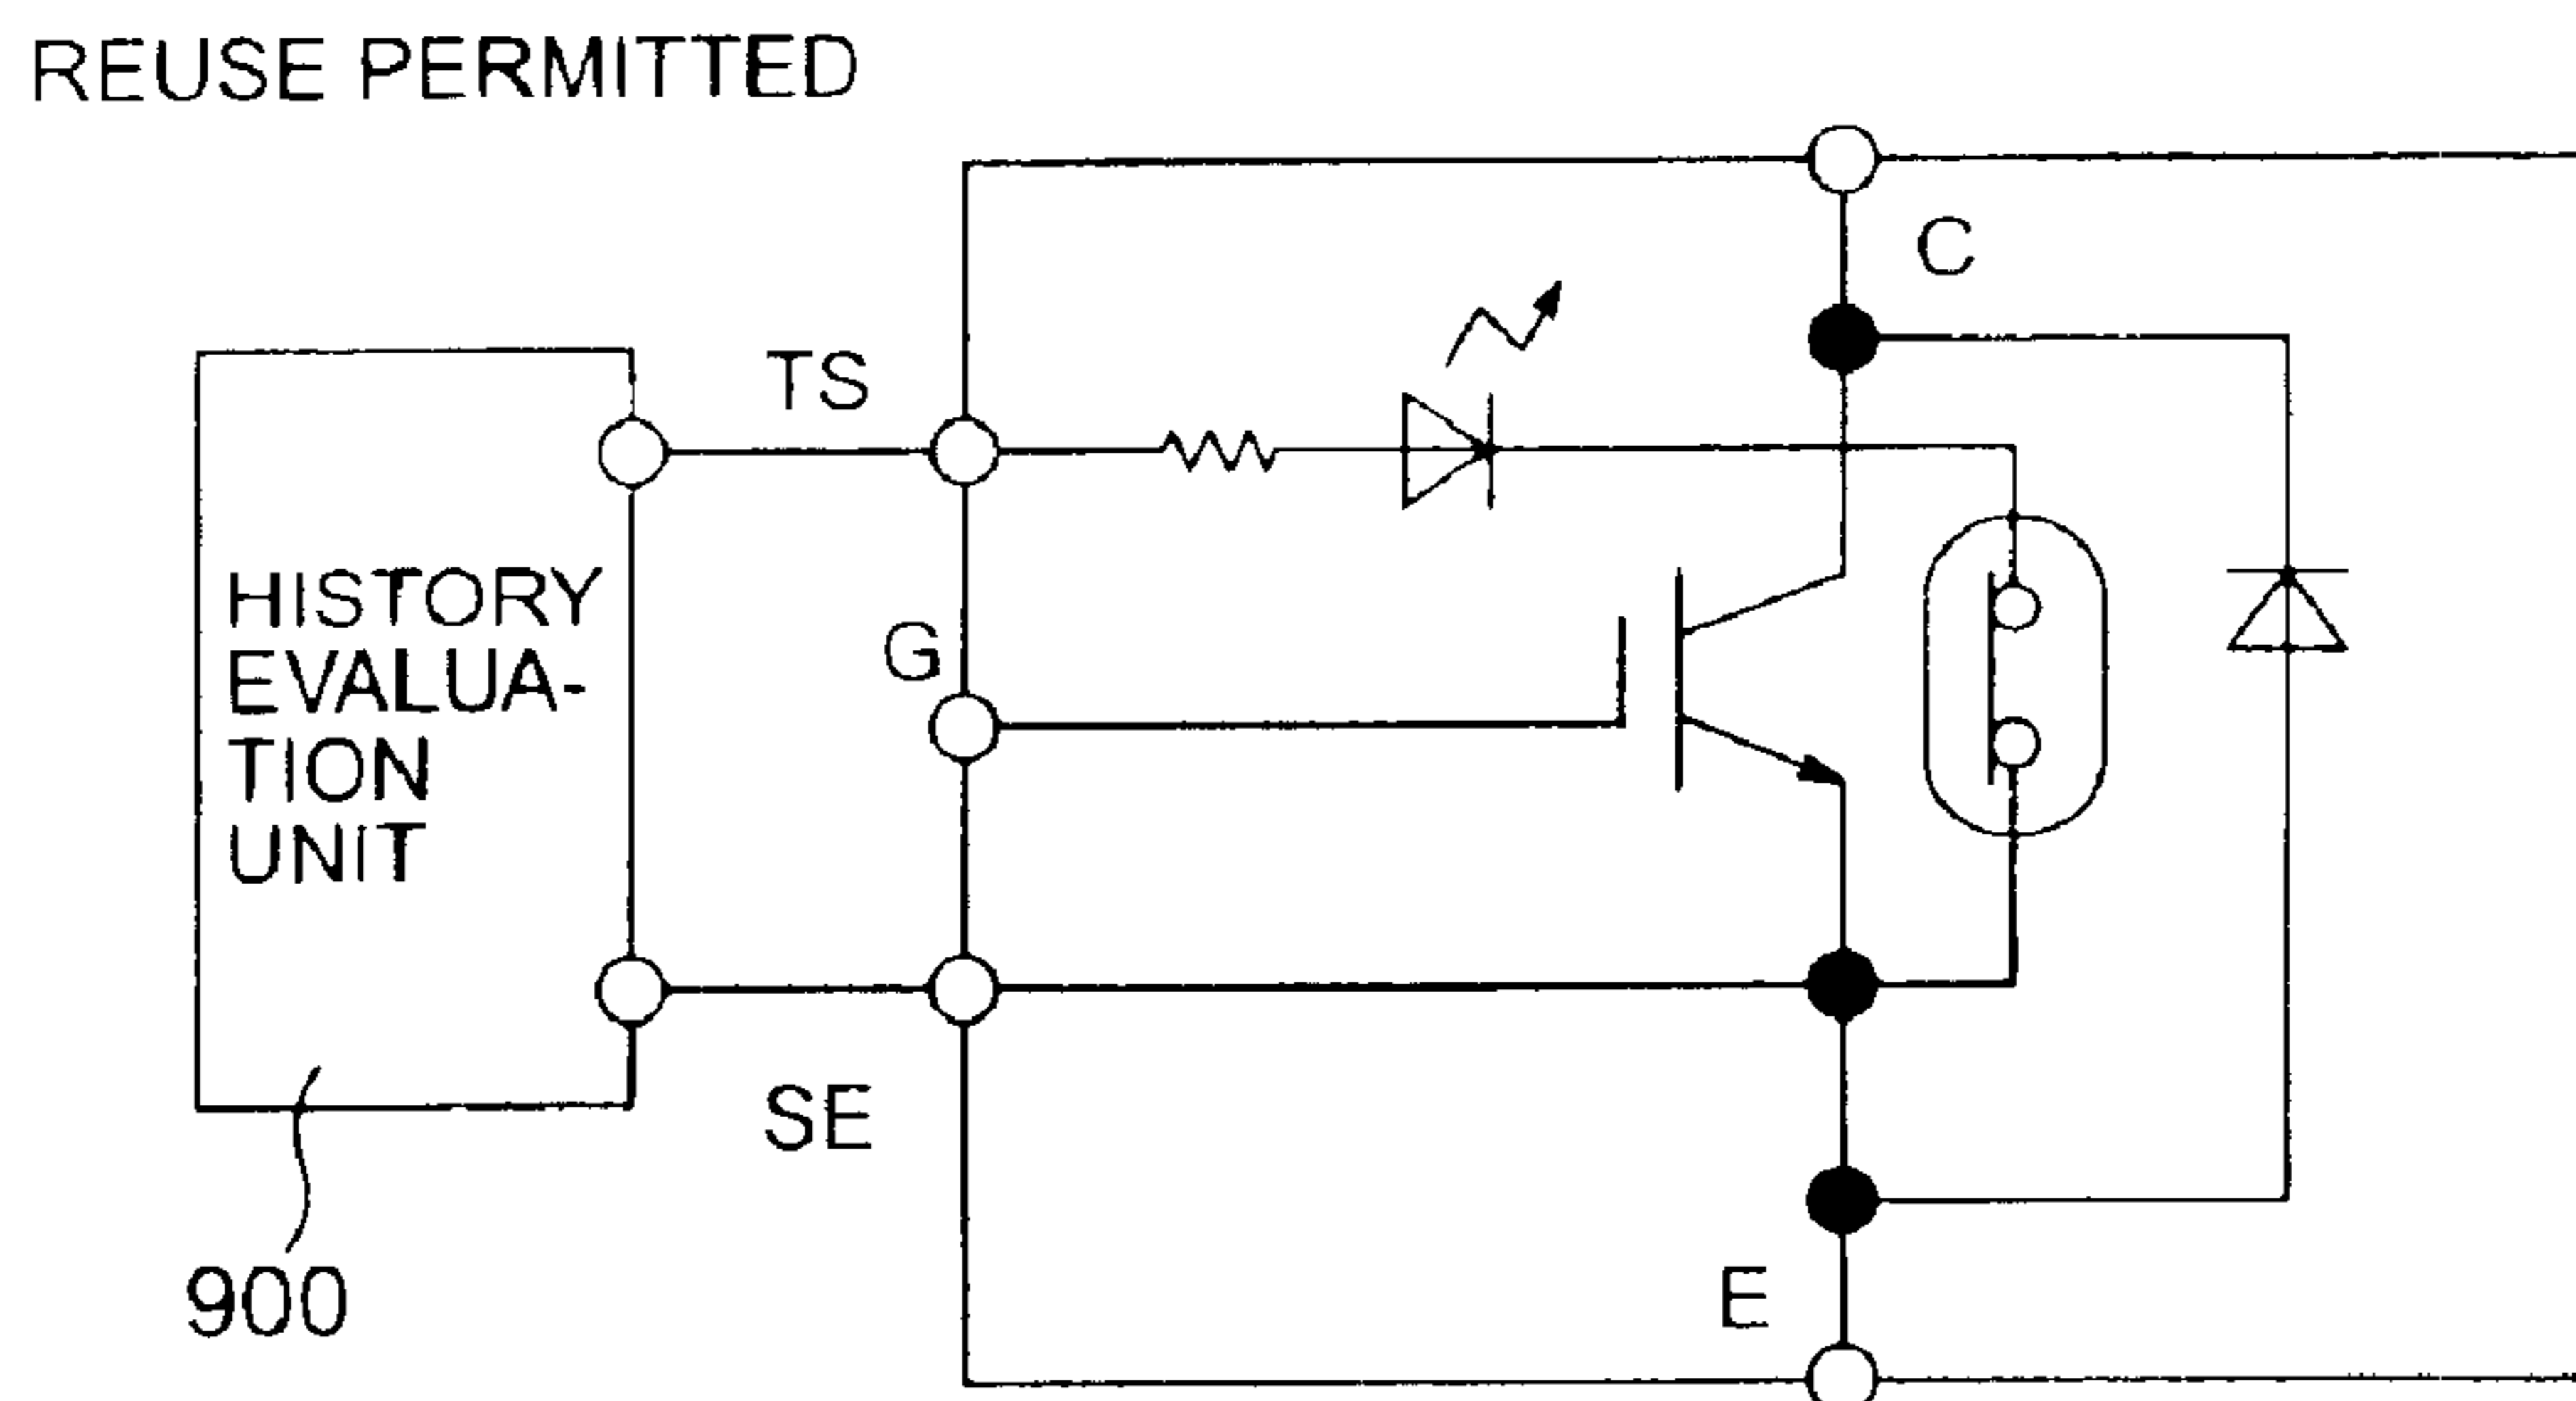 REUSE PERMITTED
C
TS
HISTORY
EVALUA-
TION
UNIT
G
SE
E
900